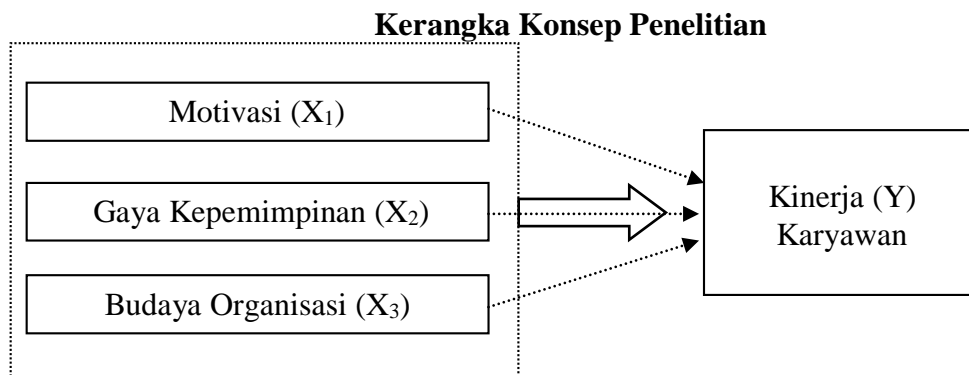 Kerangka Konsep Penelitian
Motivasi (X₁)
Gaya Kepemimpinan (X₂)
Budaya Organisasi (X₃)
Kinerja (Y)
Karyawan